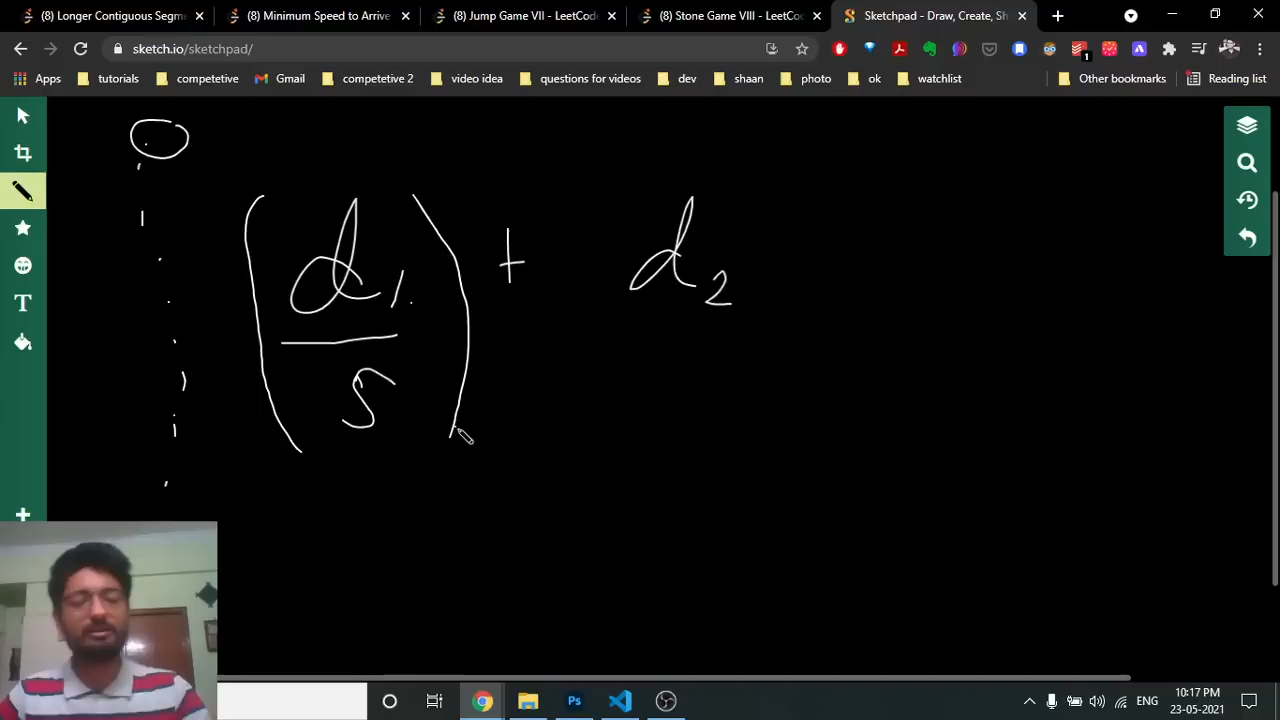 (8) Longer Contiguous Segm
(8) Minimum Speed to Arrive
(8) Jump Game VII - LeetCode
(8) Stone Game VIII - LeetCo
Sketchpad - Draw, Create, Sh
sketch.io/sketchpad/
1
Apps
tutorials
competetive
Gmail
competetive 2
video idea
questions for videos
dev
shaan
photo
ok
watchlist
Other bookmarks
Reading list
(d1/s) + d2
T
Ps
ENG
10:17 PM
23-05-2021